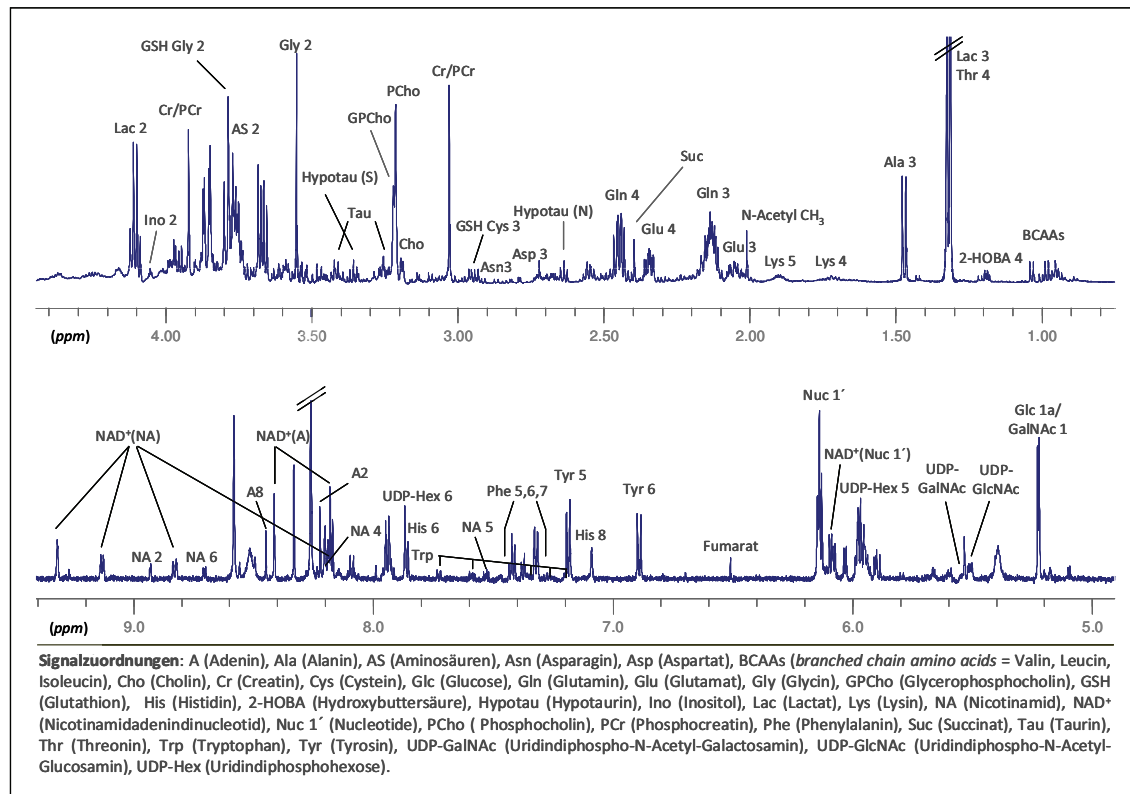 GSH Gly 2
Gly 2
Lac 3
Thr 4
Cr/PCr
PCho
GPCho
Cr/PCr
Lac 2
AS 2
Suc
Ala 3
Hypotau (S)
Gln 4
Gln 3
Ino 2
Tau
Hypotau (N)
N-Acetyl CH3
GSH Cys 3
Glu 4
BCAAs
Cho
Asp 3
Glu 3
Asn3
Lys 5
Lys 4
2-HOBA 4
(ppm) 4.00 3.50 3.00 2.50 2.00 1.50 1.00
Nuc 1´
Glc 1a/
GalNAc 1
NAD⁺(NA)
NAD⁺(A)
NAD⁺(Nuc 1´)
A2
Tyr 5
UDP-
GalNAc
UDP-
GlcNAc
A8
UDP-Hex 6
Phe 5,6,7
Tyr 6
UDP-Hex 5
His 6
NA 5
NA 4
His 8
NA 2
NA 6
Trp
Fumarat
(ppm) 9.0 8.0 7.0 6.0 5.0
Signalzuordnungen: A (Adenin), Ala (Alanin), AS (Aminosäuren), Asn (Asparagin), Asp (Aspartat), BCAAs (branched chain amino acids = Valin, Leucin,
Isoleucin), Cho (Cholin), Cr (Creatin), Cys (Cystein), Glc (Glucose), Gln (Glutamin), Glu (Glutamat), Gly (Glycin), GPCho (Glycerophosphocholin), GSH
(Glutathion), His (Histidin), 2-HOBA (Hydroxybuttersäure), Hypotau (Hypotaurin), Ino (Inositol), Lac (Lactat), Lys (Lysin), NA (Nicotinamid), NAD⁺
(Nicotinamidadenindinucleotid), Nuc 1´ (Nucleotide), PCho ( Phosphocholin), PCr (Phosphocreatin), Phe (Phenylalanin), Suc (Succinat), Tau (Taurin),
Thr (Threonin), Trp (Tryptophan), Tyr (Tyrosin), UDP-GalNAc (Uridindiphospho-N-Acetyl-Galactosamin), UDP-GlcNAc (Uridindiphospho-N-Acetyl-
Glucosamin), UDP-Hex (Uridindiphosphohexose).